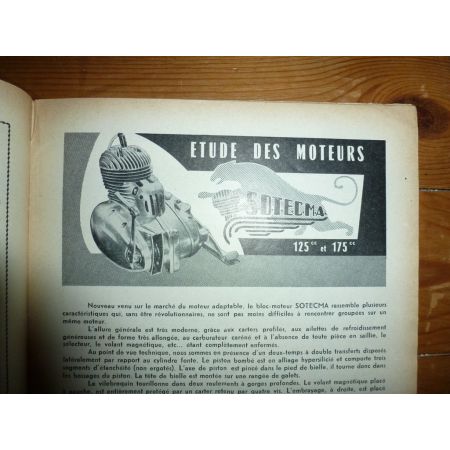 ETUDE DES MOTEURS
SOTECMA
125cc et 175cc
Nouveau venu sur le marché du moteur adaptable, le bloc-moteur SOTECMA rassemble plusieurs
caractéristiques qui, sans être révolutionnaires, ne sont pas moins difficiles à rencontrer groupées sur un
même moteur.
L'allure générale est très moderne, grâce aux carters profilés, aux ailettes de refroidissement
généreuses et de forme très allongée, au carburateur caréné et à l'absence de toute pièce en saillie, le
sélecteur, le volant magnétique, etc... étant complètement enfermés.
Au point de vue technique, nous sommes en présence d'un deux-temps à double transferts disposés
latéralement par rapport au cylindre fonte. Le piston bombé est en alliage hypersilicié et comporte trois
segments d'étanchéité (non ergotés). L'axe de piston est pincé dans le pied de bielle, il tourne donc dans
les bossages du piston. La tête de bielle est montée sur une rangée de galets.
Le vilebrequin tourillonne dans deux roulements à gorges profondes. Le volant magnétique placé
à gauche, est entièrement protégé par un carter retenu par quatre vis. L'embrayage, à droite, est placé